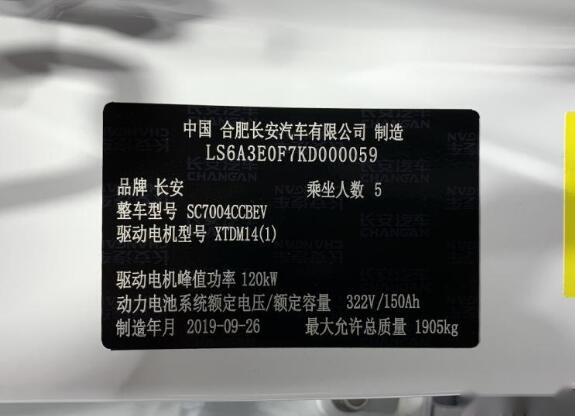 中国 合肥长安汽车有限公司 制造
LS6A3E0F7KD000059
品牌 长安 乘坐人数 5
整车型号 SC7004CCBEV
驱动电机型号 XTDM14(1)
驱动电机峰值功率 120kW
动力电池系统额定电压/额定容量 322V/150Ah
制造年月 2019-09-26 最大允许总质量 1905kg